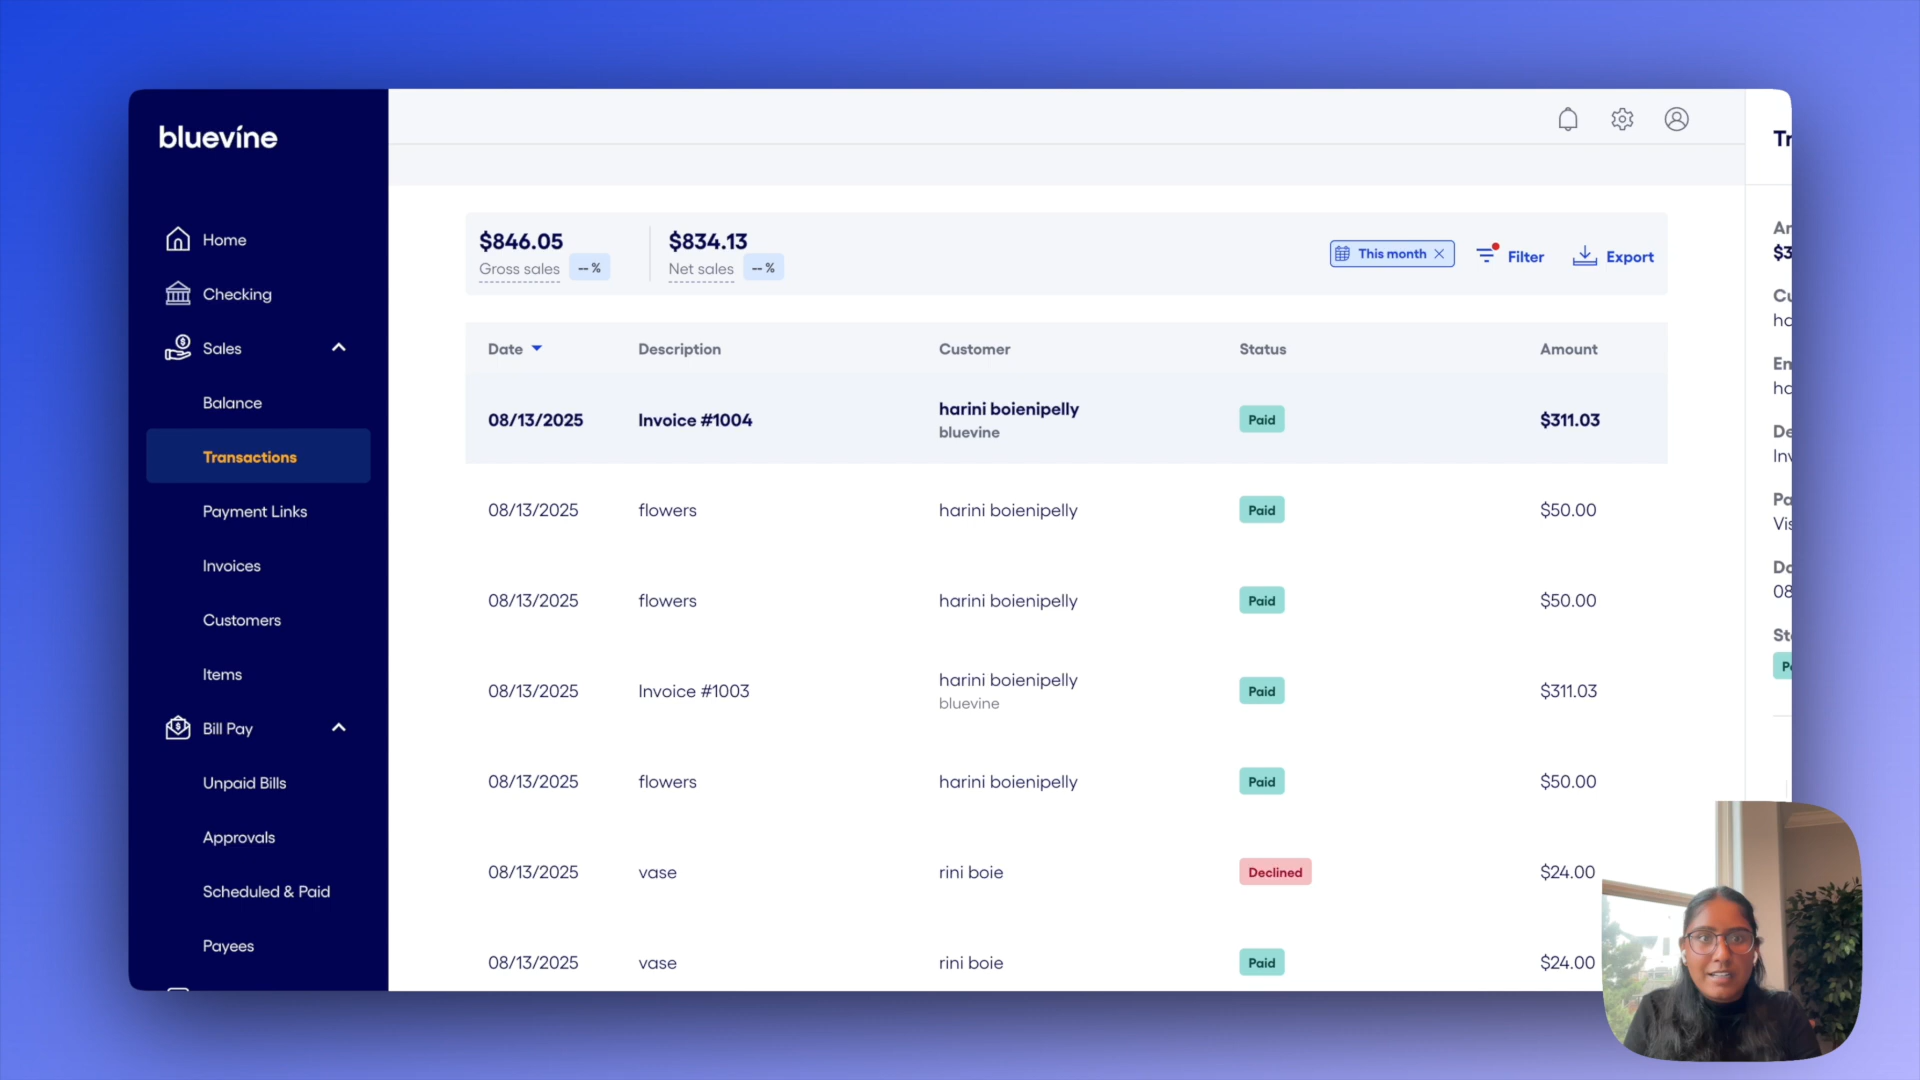 bluevine
Home
Checking
Sales
Balance
Transactions
Payment Links
Invoices
Customers
Items
Bill Pay
Unpaid Bills
Approvals
Scheduled & Paid
Payees
$846.05
Gross sales -- %
$834.13
Net sales -- %
This month
Filter
Export
Date Description Customer Status Amount
08/13/2025 Invoice #1004 harini boienipelly Paid $311.03
bluevine
08/13/2025 flowers harini boienipelly Paid $50.00
08/13/2025 flowers harini boienipelly Paid $50.00
08/13/2025 Invoice #1003 harini boienipelly Paid $311.03
bluevine
08/13/2025 flowers harini boienipelly Paid $50.00
08/13/2025 vase rini boie Declined $24.00
08/13/2025 vase rini boie Paid $24.00